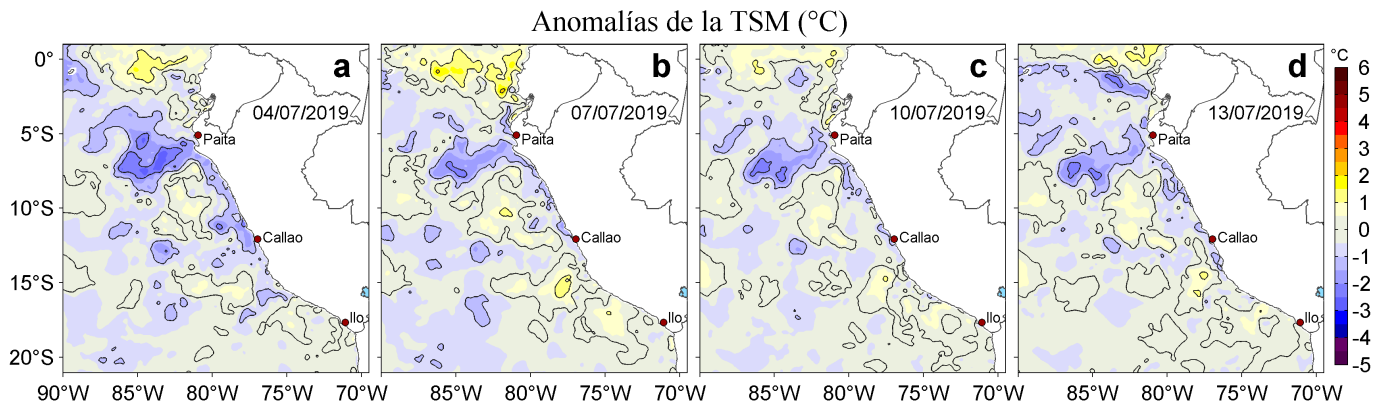 Anomalías de la TSM (°C)
a
b
c
d
04/07/2019
07/07/2019
10/07/2019
13/07/2019
0°
5°S
10°S
15°S
20°S
Paita
Callao
Ilo
Paita
Callao
Ilo
Paita
Callao
Ilo
Paita
Callao
Ilo
90°W 85°W 80°W 75°W 70°W
85°W 80°W 75°W 70°W
85°W 80°W 75°W 70°W
85°W 80°W 75°W 70°W
°C
6
5
4
3
2
1
0
-1
-2
-3
-4
-5